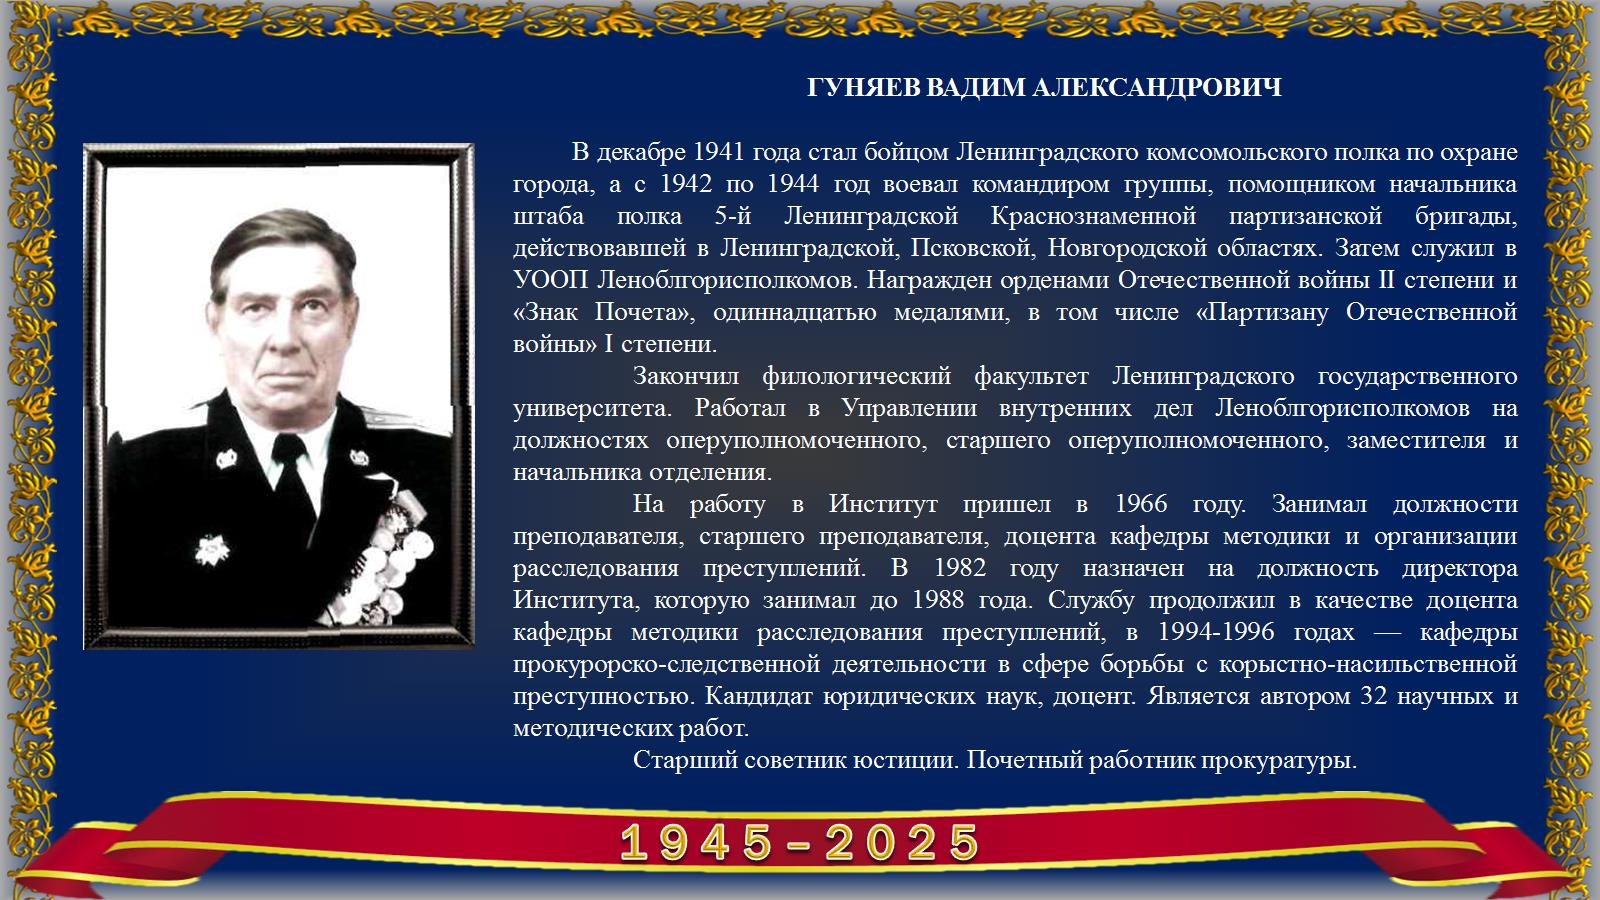 ГУНЯЕВ ВАДИМ АЛЕКСАНДРОВИЧ
В декабре 1941 года стал бойцом Ленинградского комсомольского полка по охране
города, а с 1942 по 1944 год воевал командиром группы, помощником начальника
штаба полка 5-й Ленинградской Краснознаменной партизанской бригады,
действовавшей в Ленинградской, Псковской, Новгородской областях. Затем служил в
УООП Леноблгорисполкомов. Награжден орденами Отечественной войны II степени и
«Знак Почета», одиннадцатью медалями, в том числе «Партизану Отечественной
войны» I степени.
Закончил филологический факультет Ленинградского государственного
университета. Работал в Управлении внутренних дел Леноблгорисполкомов на
должностях оперуполномоченного, старшего оперуполномоченного, заместителя и
начальника отделения.
На работу в Институт пришел в 1966 году. Занимал должности
преподавателя, старшего преподавателя, доцента кафедры методики и организации
расследования преступлений. В 1982 году назначен на должность директора
Института, которую занимал до 1988 года. Службу продолжил в качестве доцента
кафедры методики расследования преступлений, в 1994-1996 годах — кафедры
прокурорско-следственной деятельности в сфере борьбы с корыстно-насильственной
преступностью. Кандидат юридических наук, доцент. Является автором 32 научных и
методических работ.
Старший советник юстиции. Почетный работник прокуратуры.
1945–2025